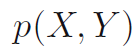 p(X, Y)